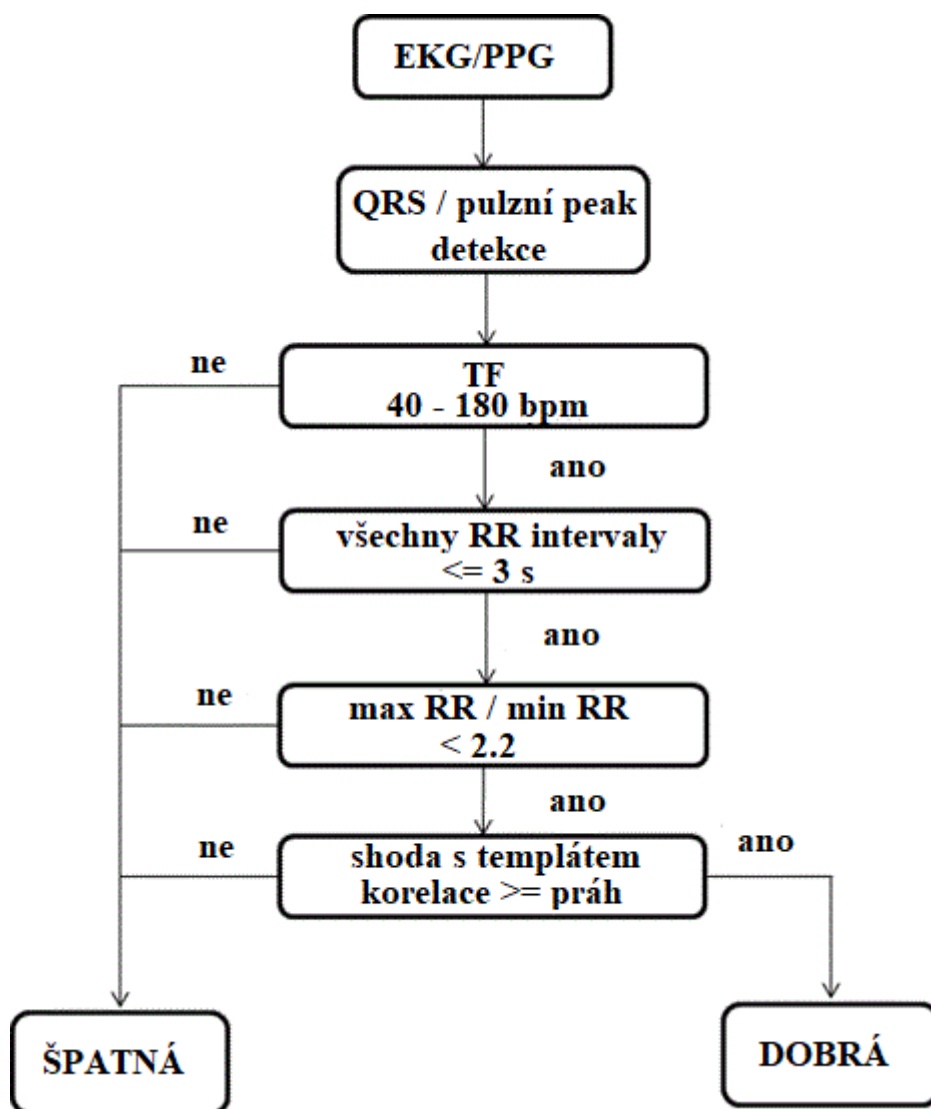 EKG/PPG
QRS / pulzní peak
detekce
ne
TF
40 - 180 bpm
ano
ne
všechny RR intervaly
<= 3 s
ano
ne
max RR / min RR
< 2.2
ano
ne
shoda s templátem
korelace >= práh
ano
ŠPATNÁ
DOBRÁ